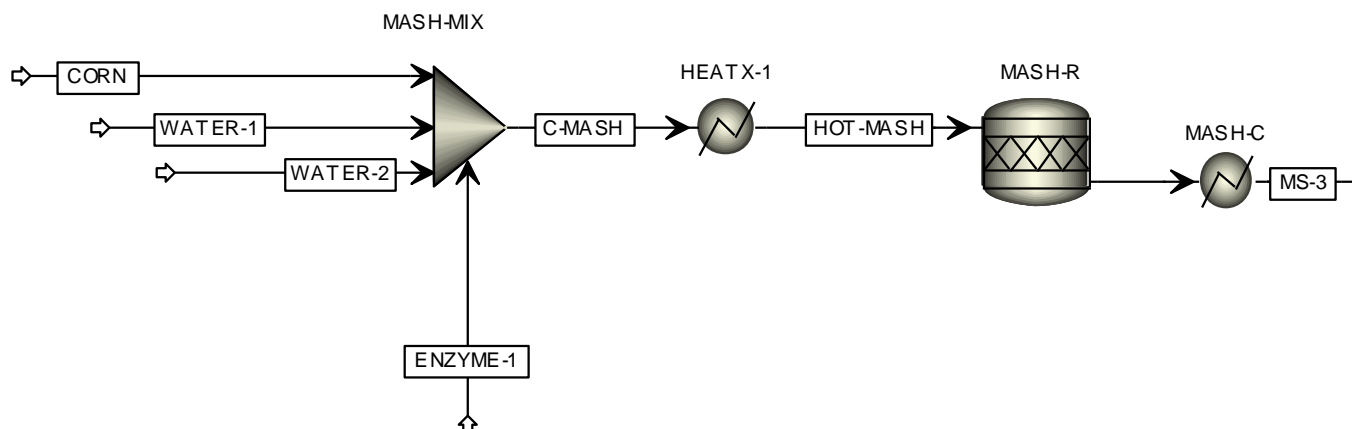 MASH-MIX
CORN
HEATX-1
MASH-R
WATER-1
C-MASH
HOT-MASH
MASH-C
WATER-2
MS-3
ENZYME-1